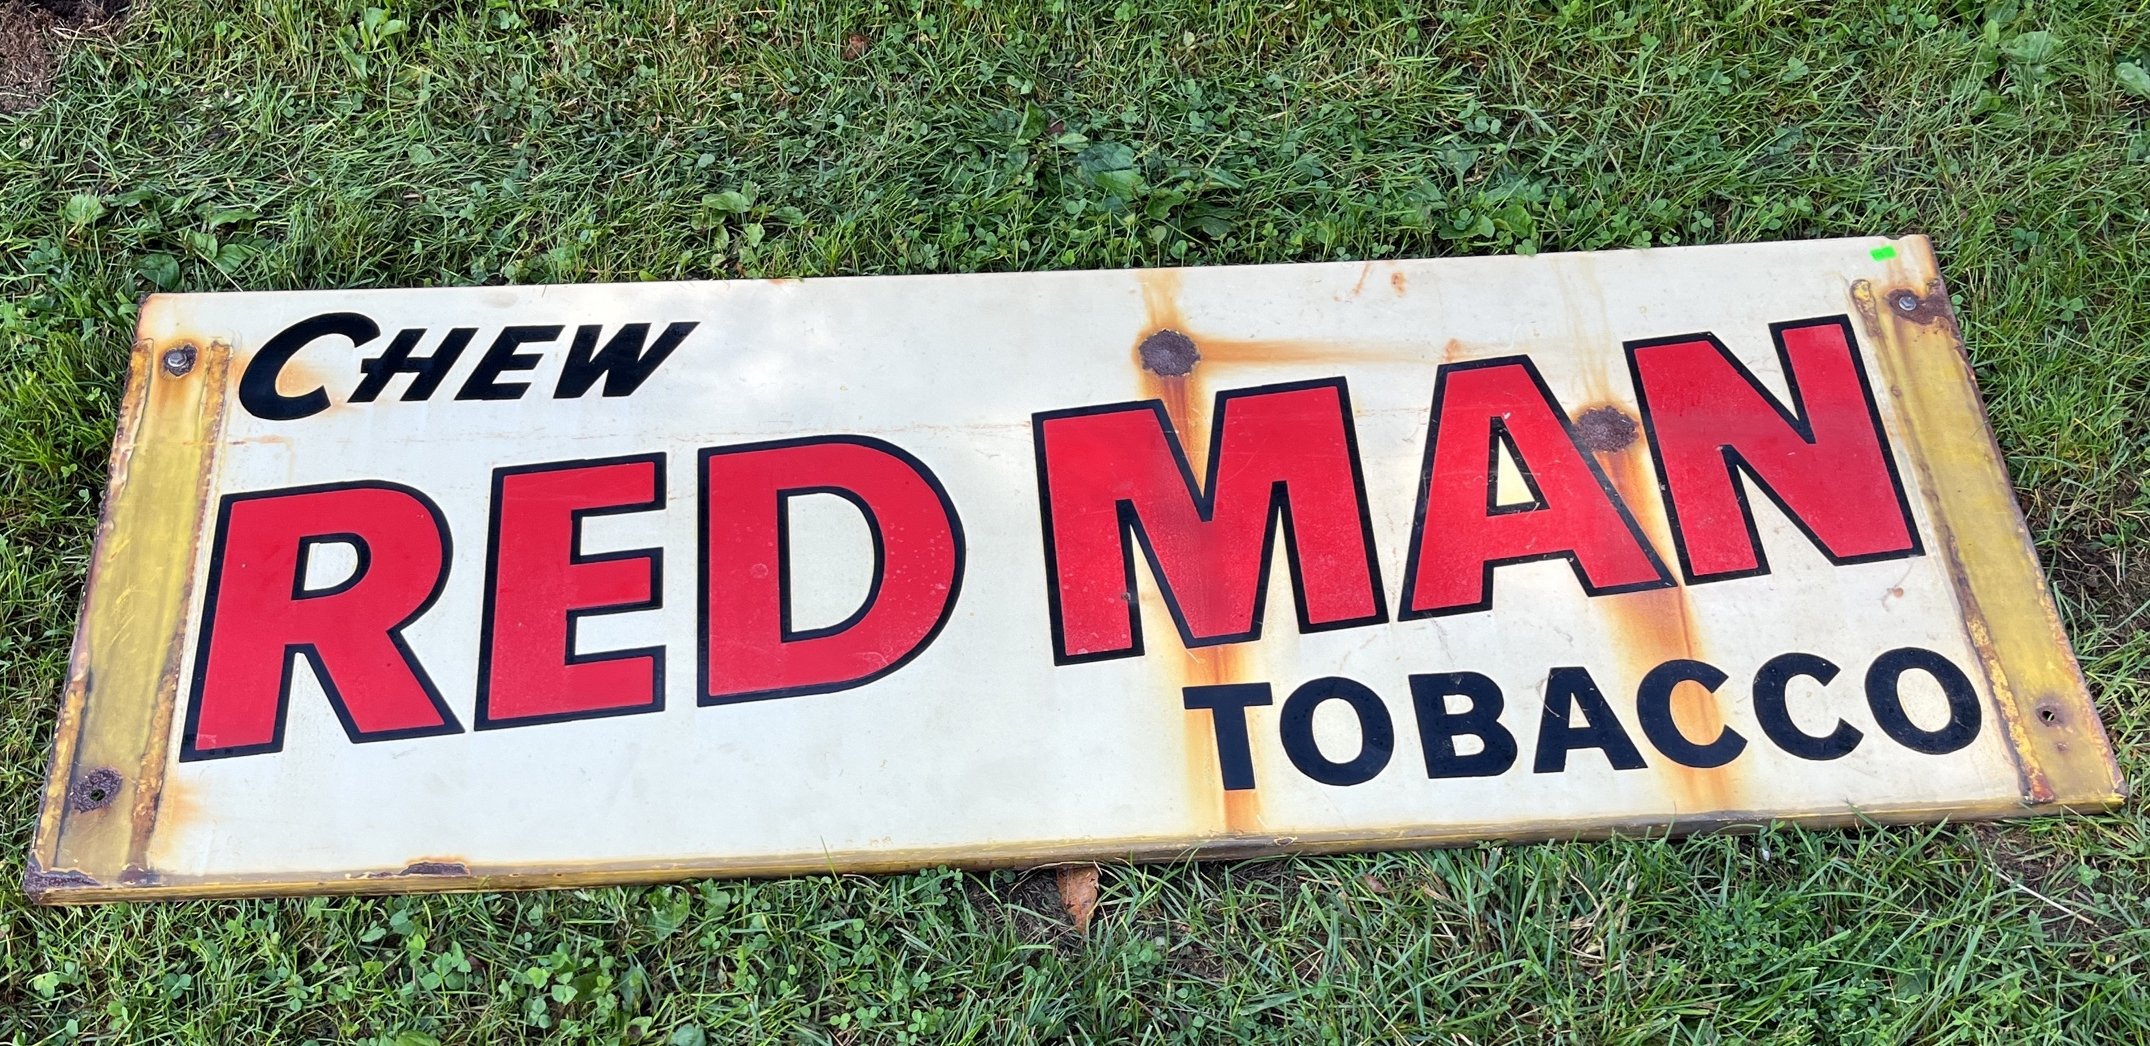 CHEW
RED MAN
TOBACCO